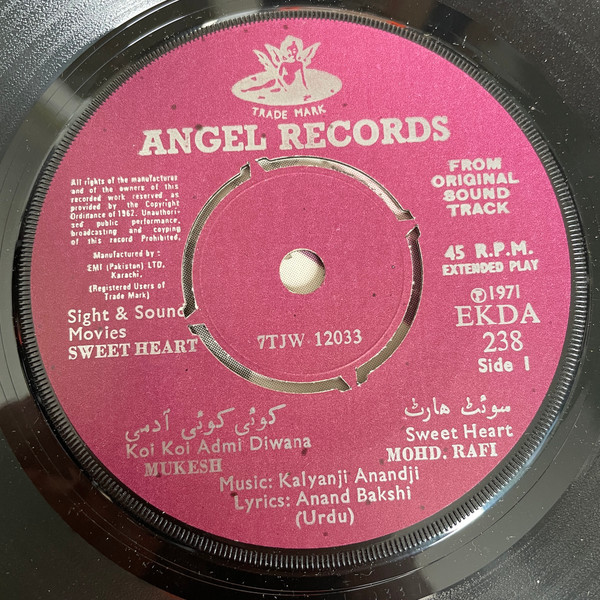 TRADE MARK
ANGEL RECORDS
All rights of the manufacturer
and of the owners of this
recorded work reserved as
provided by the Copyright
Ordinance of 1962. Unauthori-
sed public performance,
broadcasting and copying
of this record Prohibited.
Manufactured by :
EMI (Pakistan) LTD.
Karachi.
(Registered Users of
Trade Mark)
Sight & Sound
Movies
SWEET HEART
FROM
ORIGINAL
SOUND
TRACK
45 R.P.M.
EXTENDED PLAY
℗ 1971
EKDA
238
Side 1
7TJW 12033
کوئی کوئی آدمی
Koi Koi Admi Diwana
MUKESH
سوئٹ ھارٹ
Sweet Heart
MOHD. RAFI
Music: Kalyanji Anandji
Lyrics: Anand Bakshi
(Urdu)